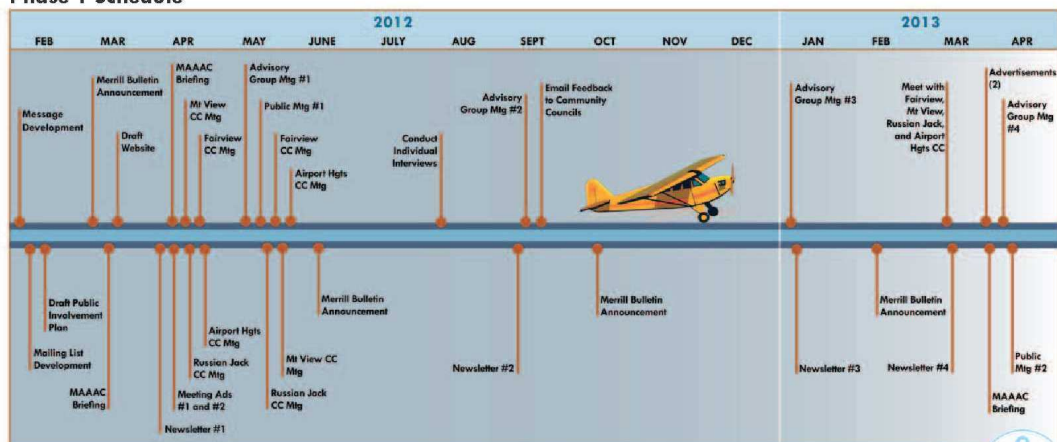 Phase 1 Schedule
2012
2013
FEB MAR APR MAY JUNE JULY AUG SEPT OCT NOV DEC JAN FEB MAR APR
Message
Development
Merrill Bulletin
Announcement
Draft
Website
MAAAC
Briefing
Mt View
CC Mtg
Fairview
CC Mtg
Advisory
Group Mtg #1
Public Mtg #1
Fairview
CC Mtg
Airport Hgts
CC Mtg
Conduct
Individual
Interviews
Advisory
Group Mtg #2
Email Feedback
to Community
Councils
Advisory
Group Mtg #3
Meet with
Fairview,
Mt View,
Russian Jack,
and Airport
Hgts CC
Advertisements
(2)
Advisory
Group Mtg
#4
Mailing List
Development
Draft Public
Involvement
Plan
MAAAC
Briefing
Newsletter #1
Meeting Ads
#1 and #2
Russian Jack
CC Mtg
Airport Hgts
CC Mtg
Russian Jack
CC Mtg
Mt View CC
Mtg
Merrill Bulletin
Announcement
Newsletter #2
Merrill Bulletin
Announcement
Newsletter #3
Merrill Bulletin
Announcement
Newsletter #4
MAAAC
Briefing
Public
Mtg #2